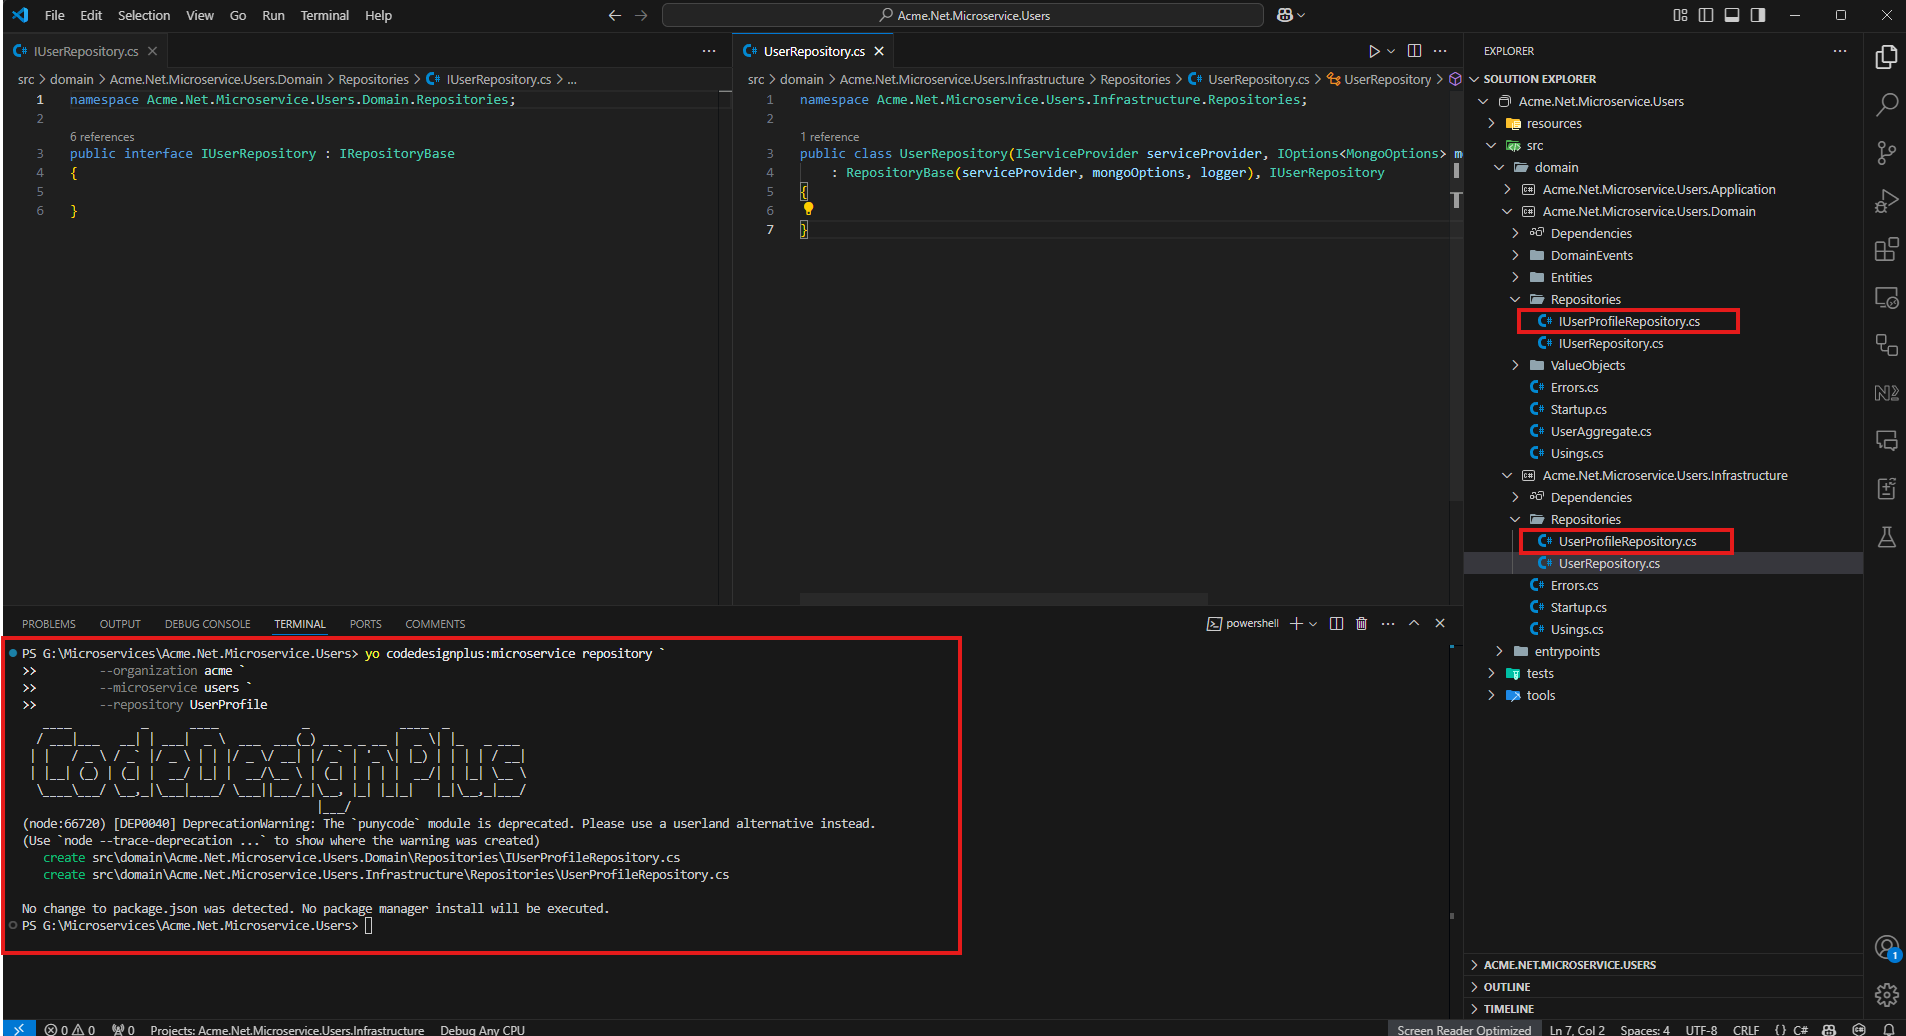 File Edit Selection View Go Run Terminal Help
Acme.Net.Microservice.Users
IUserRepository.cs
src > domain > Acme.Net.Microservice.Users.Domain > Repositories > IUserRepository.cs > ...
1 namespace Acme.Net.Microservice.Users.Domain.Repositories;
2
6 references
3 public interface IUserRepository : IRepositoryBase
4 {
5
6 }
UserRepository.cs
src > domain > Acme.Net.Microservice.Users.Infrastructure > Repositories > UserRepository.cs > UserRepository >
1 namespace Acme.Net.Microservice.Users.Infrastructure.Repositories;
2
1 reference
3 public class UserRepository(IServiceProvider serviceProvider, IOptions<MongoOptions> m
4 : RepositoryBase(serviceProvider, mongoOptions, logger), IUserRepository
5 {
6
7 }
EXPLORER
SOLUTION EXPLORER
Acme.Net.Microservice.Users
resources
src
domain
Acme.Net.Microservice.Users.Application
Acme.Net.Microservice.Users.Domain
Dependencies
DomainEvents
Entities
Repositories
IUserProfileRepository.cs
IUserRepository.cs
ValueObjects
Errors.cs
Startup.cs
UserAggregate.cs
Usings.cs
Acme.Net.Microservice.Users.Infrastructure
Dependencies
Repositories
UserProfileRepository.cs
UserRepository.cs
Errors.cs
Startup.cs
Usings.cs
entrypoints
tests
tools
ACME.NET.MICROSERVICE.USERS
OUTLINE
TIMELINE
PROBLEMS OUTPUT DEBUG CONSOLE TERMINAL PORTS COMMENTS
powershell
PS G:\Microservices\Acme.Net.Microservice.Users> yo codedesignplus:microservice repository `
>> --organization acme `
>> --microservice users `
>> --repository UserProfile
CodeDesignPlus
(node:66720) [DEP0040] DeprecationWarning: The `punycode` module is deprecated. Please use a userland alternative instead.
(Use `node --trace-deprecation ...` to show where the warning was created)
create src\domain\Acme.Net.Microservice.Users.Domain\Repositories\IUserProfileRepository.cs
create src\domain\Acme.Net.Microservice.Users.Infrastructure\Repositories\UserProfileRepository.cs
No change to package.json was detected. No package manager install will be executed.
PS G:\Microservices\Acme.Net.Microservice.Users>
1
0 0 0 Projects: Acme.Net.Microservice.Users.Infrastructure Debug Any CPU
Screen Reader Optimized Ln 7, Col 2 Spaces: 4 UTF-8 CRLF {} C#